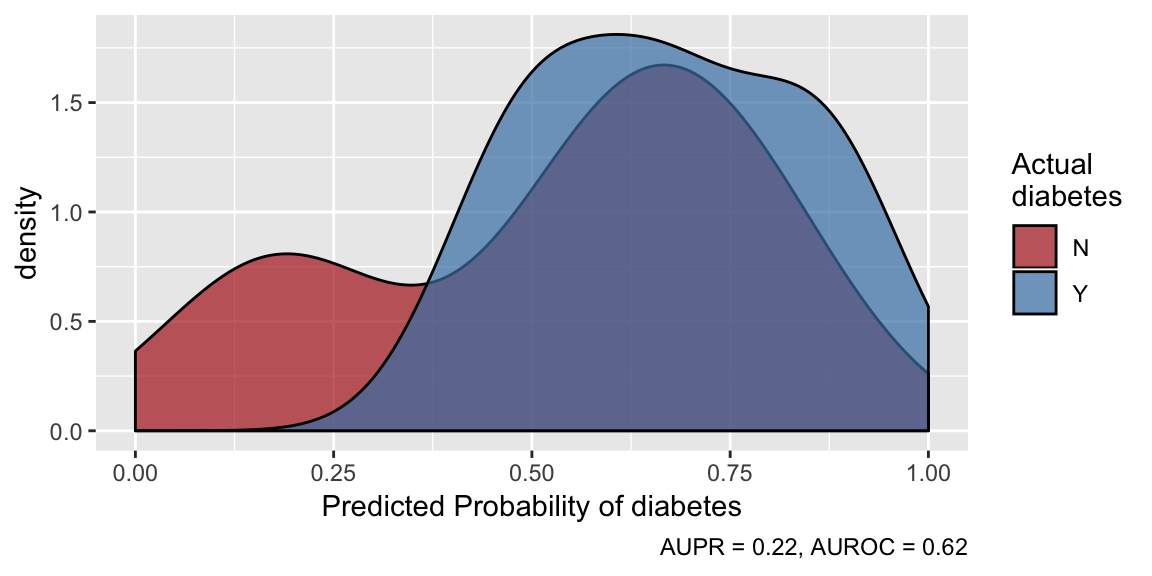 1.5
1.0
0.5
0.0
density
0.00 0.25 0.50 0.75 1.00
Predicted Probability of diabetes
AUPR = 0.22, AUROC = 0.62
Actual
diabetes
N
Y